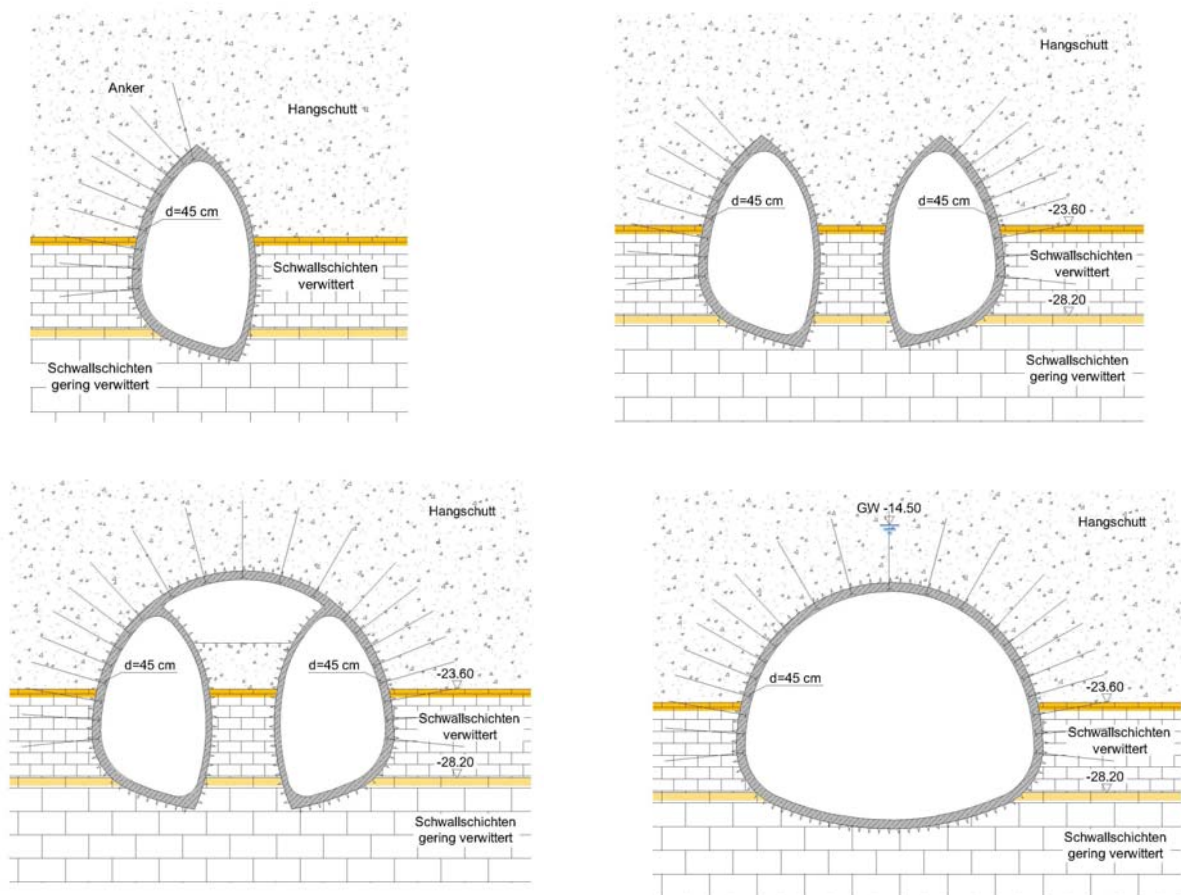 Anker
Hangschutt
d=45 cm
Schwallschichten
verwittert
Schwallschichten
gering verwittert
Hangschutt
d=45 cm
d=45 cm
-23.60
Schwallschichten
verwittert
-28.20
Schwallschichten
gering verwittert
Hangschutt
d=45 cm
d=45 cm
-23.60
Schwallschichten
verwittert
-28.20
Schwallschichten
gering verwittert
GW -14.50
Hangschutt
d=45 cm
-23.60
Schwallschichten
verwittert
-28.20
Schwallschichten
gering verwittert